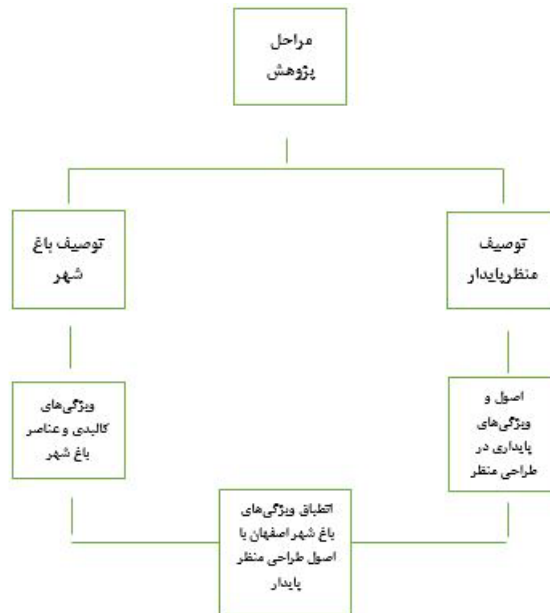 مراحل
پژوهش
توصیف
منظرپایدار
توصیف باغ
شهر
اصول و
ویژگی‌های
پایداری در
طراحی منظر
ویژگی‌های
کالبدی و عناصر
باغ شهر
انطباق ویژگی‌های
باغ شهر اصفهان با
اصول طراحی منظر
پایدار